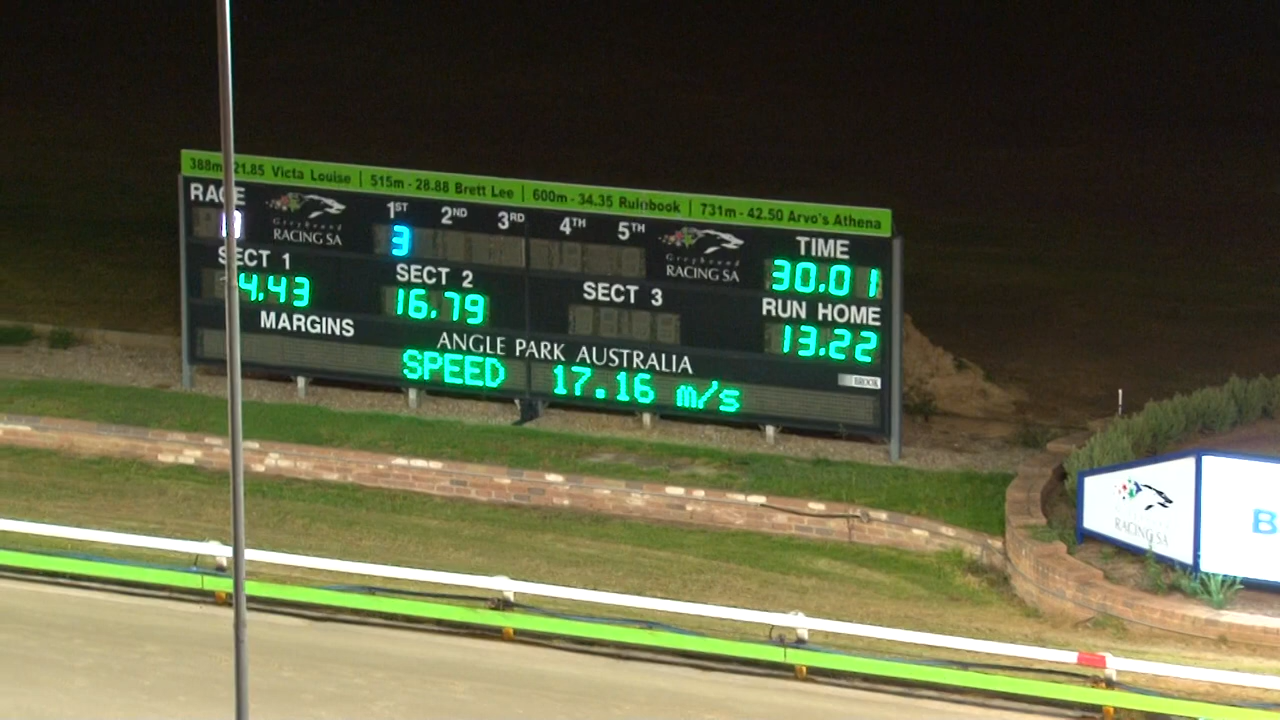 388m 21.85 Victa Louise | 515m - 28.88 Brett Lee | 600m - 34.35 Rulebook | 731m - 42.50 Arvo's Athena
RACE
Greyhound
RACING SA
1ST 2ND 3RD 4TH 5TH
3
Greyhound
RACING SA
TIME
30.01
SECT 1
4.43
SECT 2
16.79
SECT 3
RUN HOME
13.22
MARGINS
ANGLE PARK AUSTRALIA
BROOK
SPEED 17.16 m/s
RACING SA
B